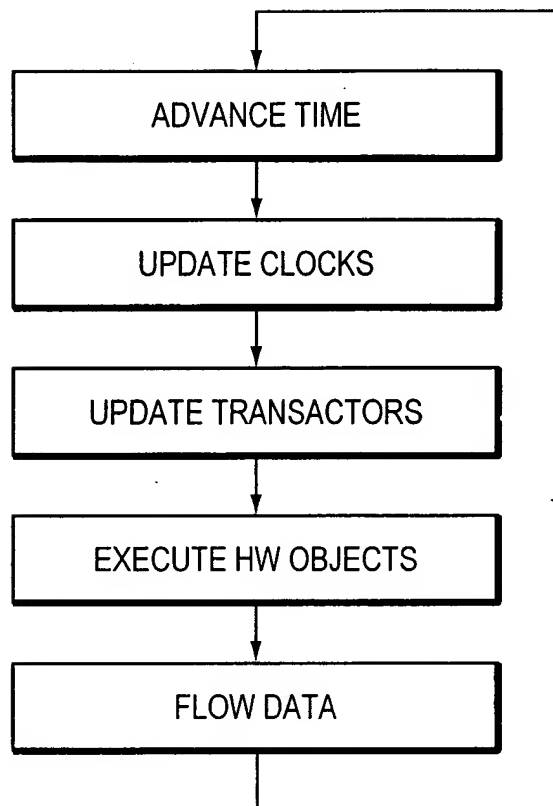 ADVANCE TIME
UPDATE CLOCKS
UPDATE TRANSACTORS
EXECUTE HW OBJECTS
FLOW DATA